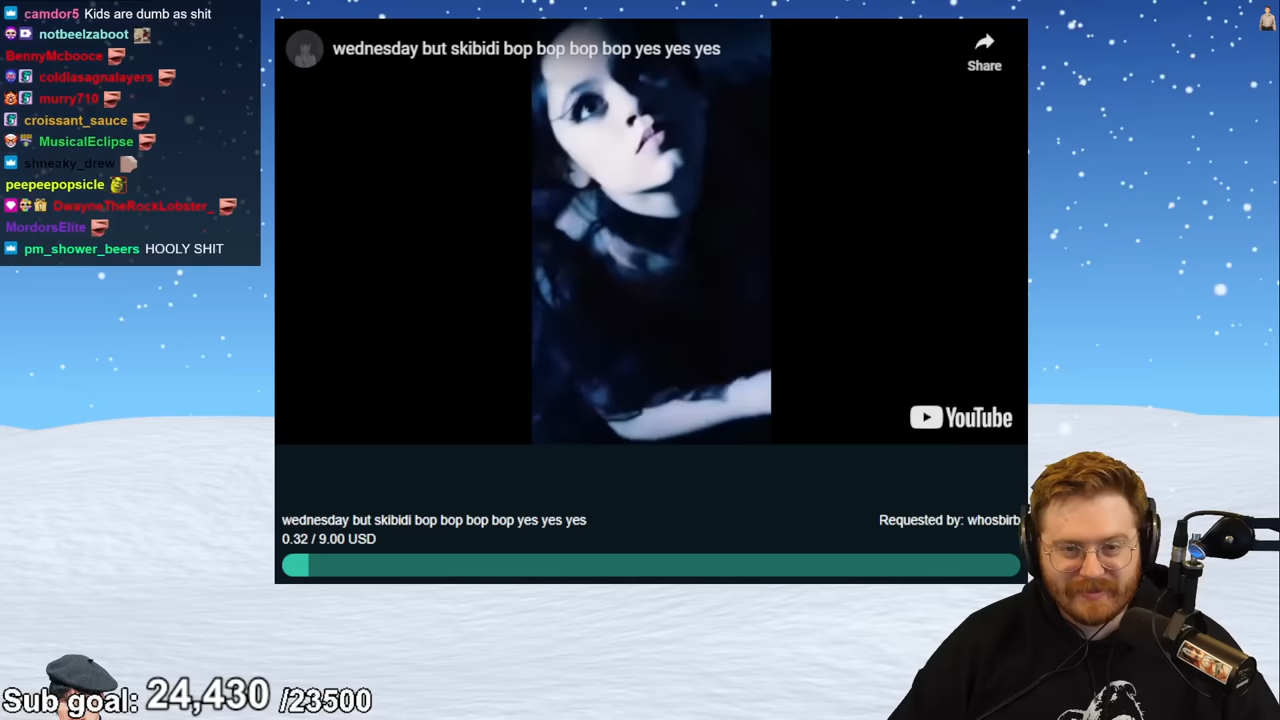 camdor5 Kids are dumb as shit
notbeelzaboot
BennyMcbooce
coldlasagnalayers
murry710
croissant_sauce
MusicalEclipse
shneaky_drew
peepeepopsicle
DwayneTheRockLobster_
MordorsElite
pm_shower_beers HOOLY SHIT
wednesday but skibidi bop bop bop bop yes yes yes
Share
YouTube
wednesday but skibidi bop bop bop bop yes yes yes
Requested by: whosbirb
0.32 / 9.00 USD
Sub goal: 24,430 /23500